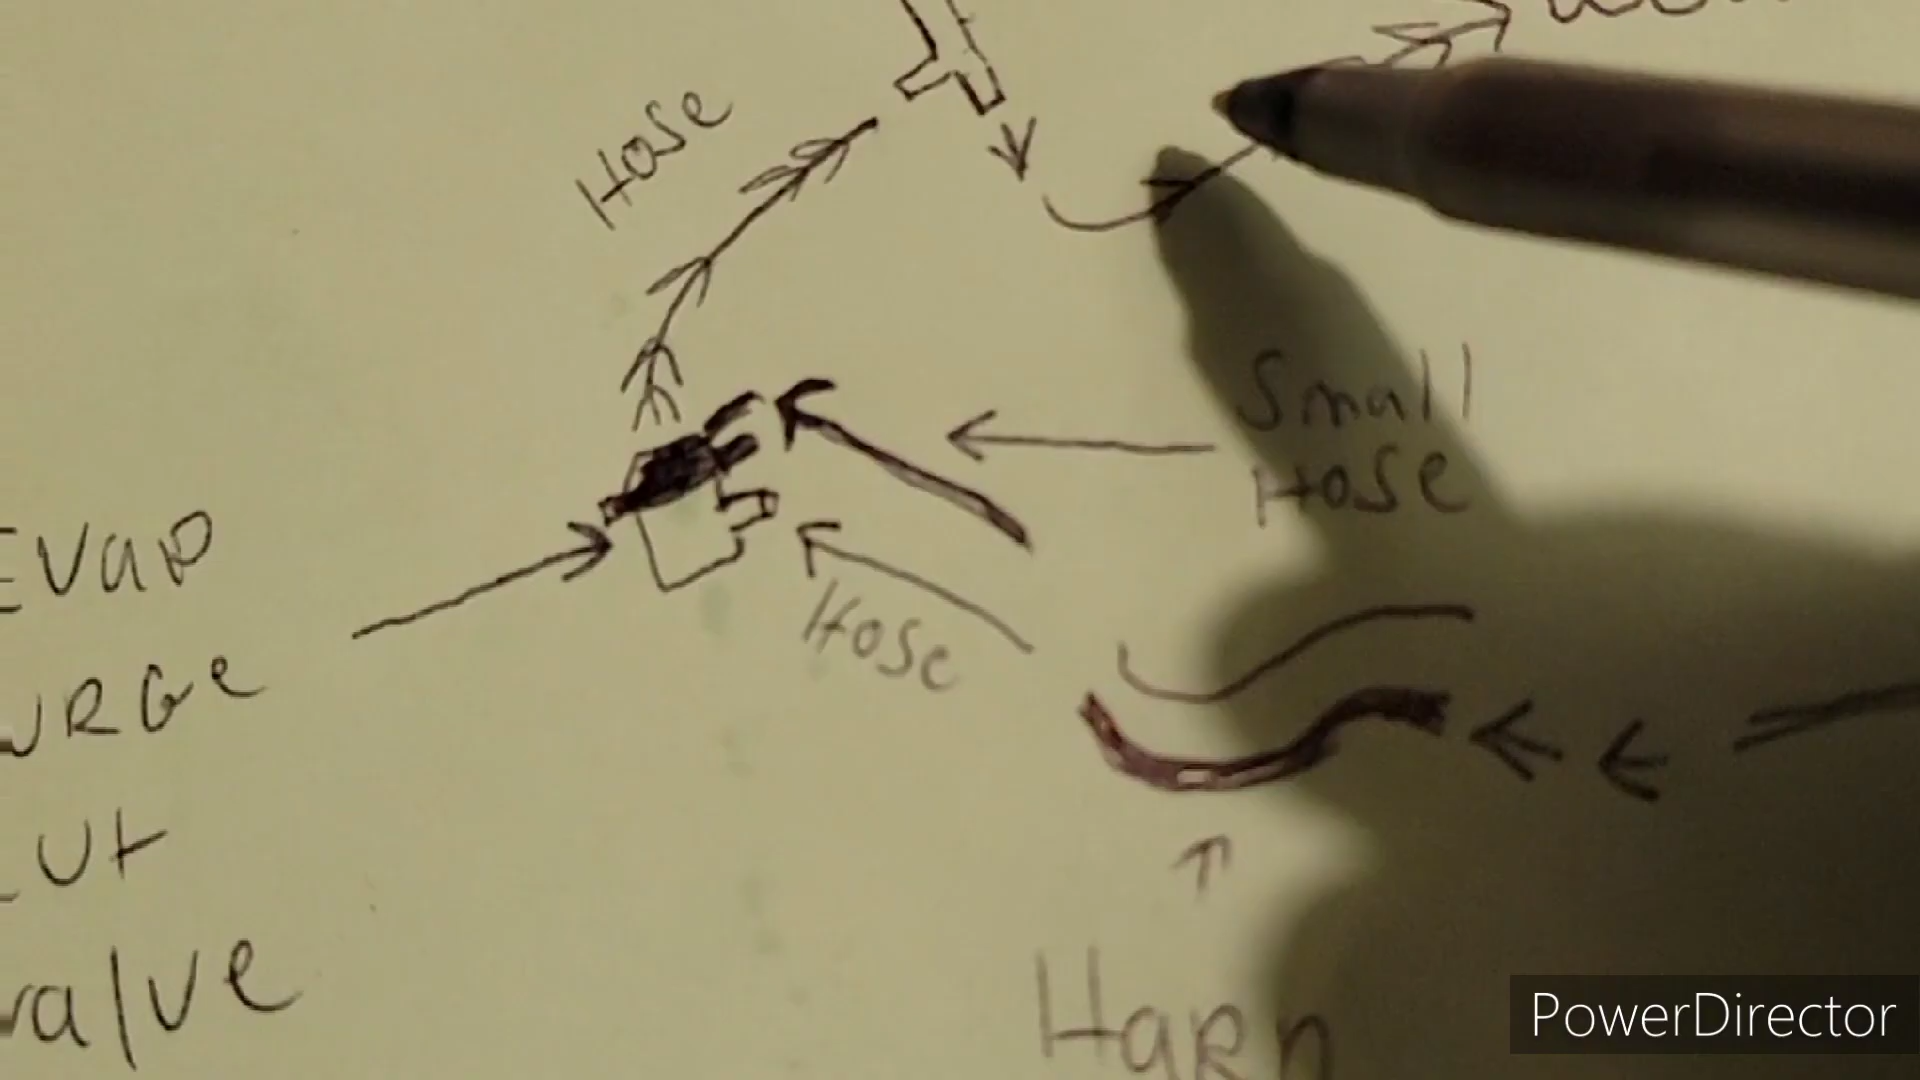 Hose
Small
Hose
Evap
urge
Hose
ut
valve
Harn
PowerDirector